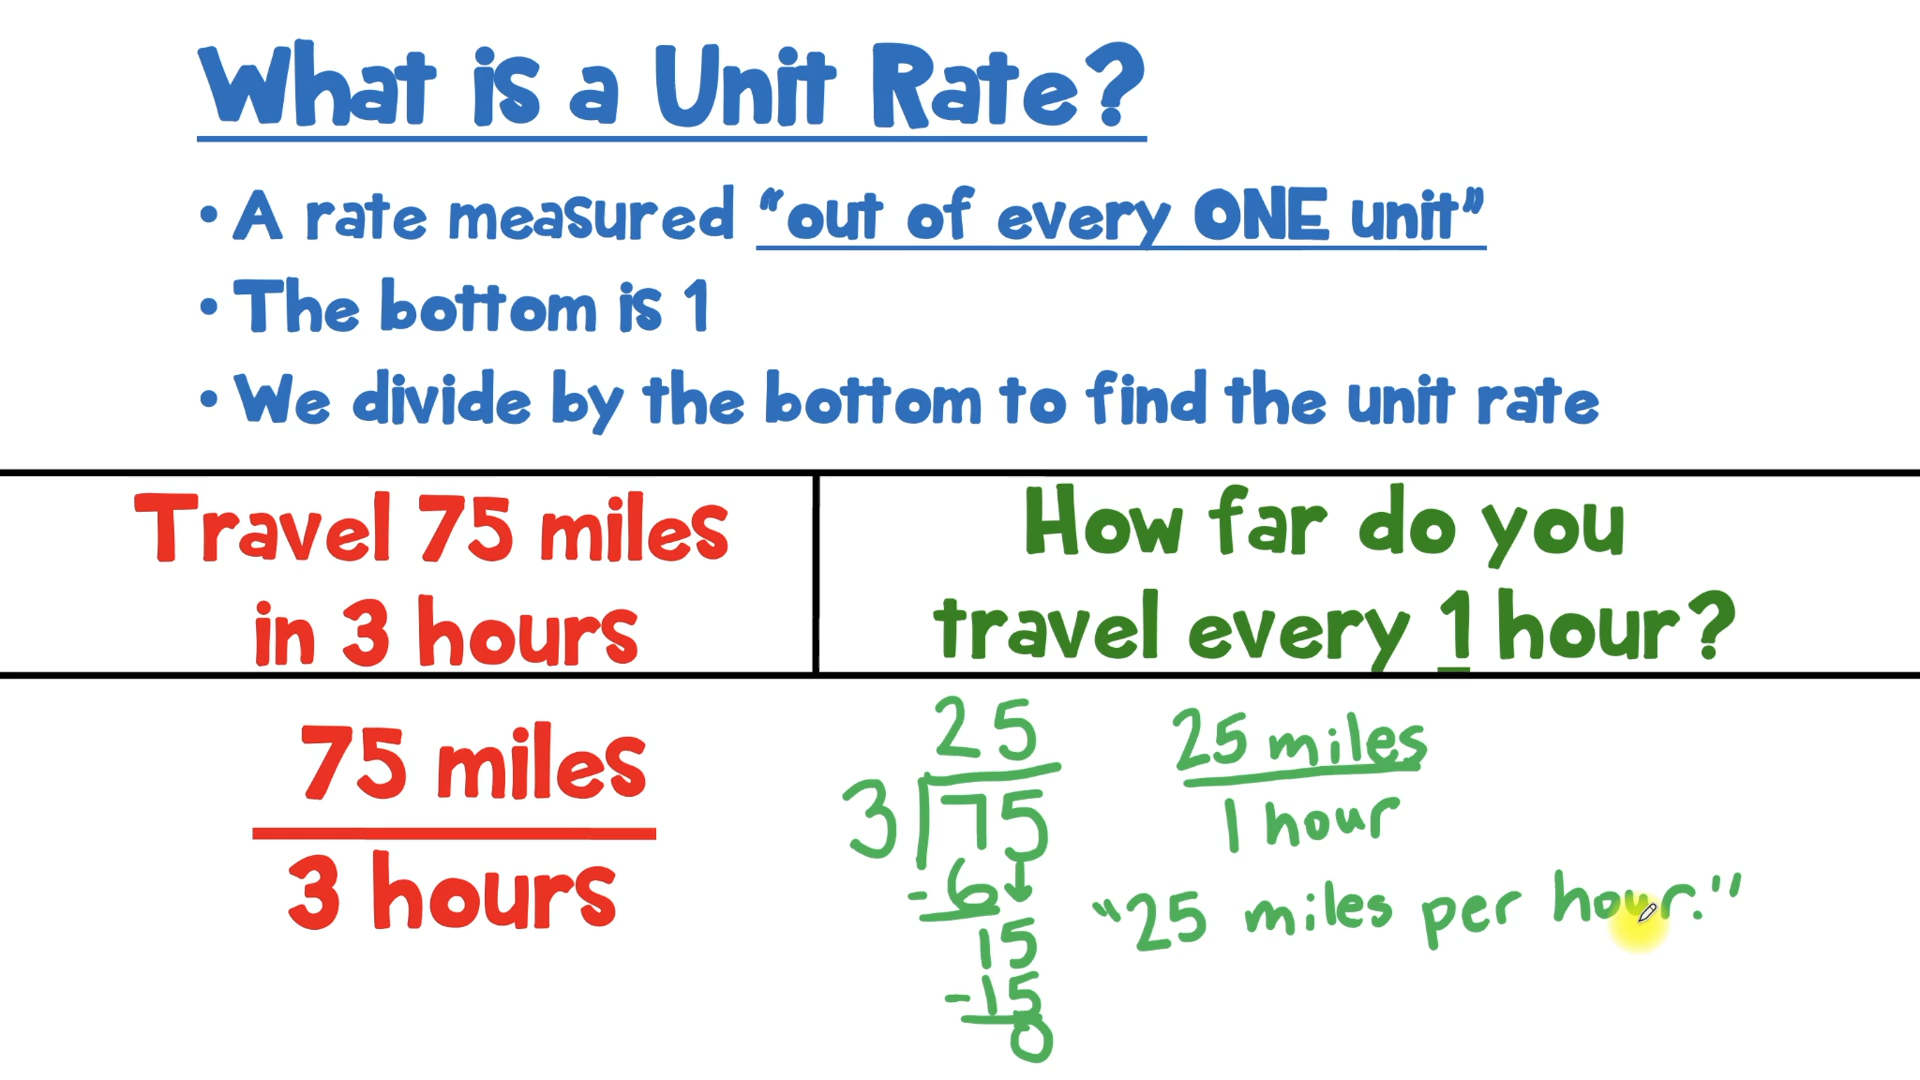 What is a Unit Rate?
• A rate measured “out of every ONE unit”
• The bottom is 1
• We divide by the bottom to find the unit rate
Travel 75 miles
in 3 hours
How far do you
travel every 1 hour?
75 miles
3 hours
25
3 75
-6
15
-15
0
25 miles
1 hour
"25 miles per hour."